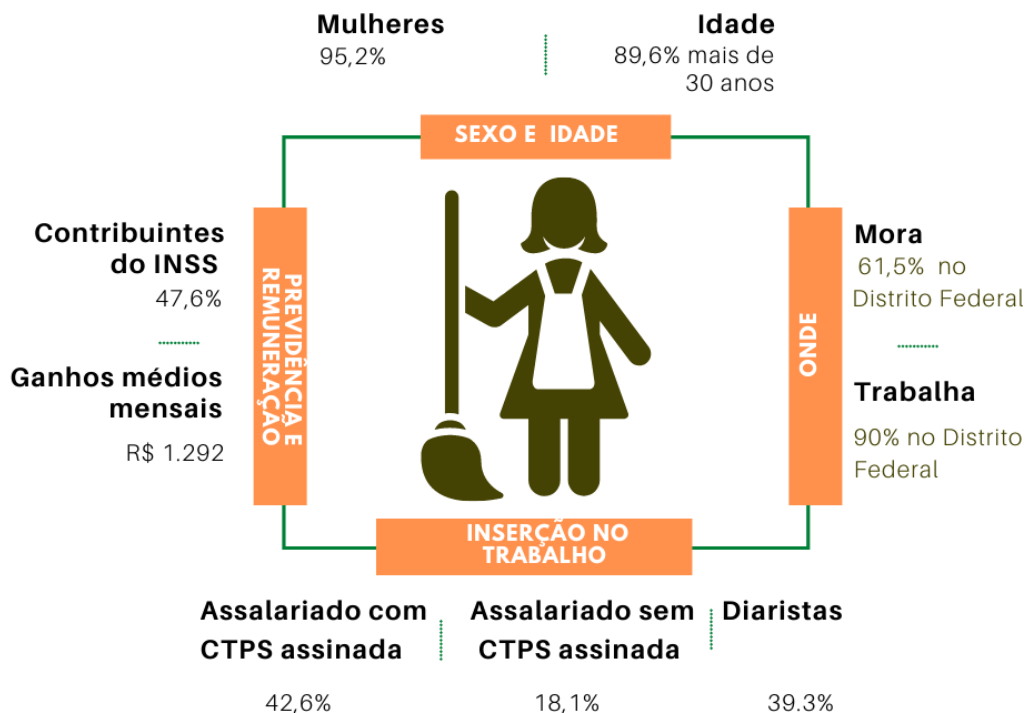 Mulheres
95,2%
Idade
89,6% mais de
30 anos
SEXO E IDADE
Contribuintes
do INSS
47,6%
Ganhos médios
mensais
R$ 1.292
PREVIDÊNCIA E
REMUNERAÇÃO
ONDE
Mora
61,5% no
Distrito Federal
Trabalha
90% no Distrito
Federal
INSERÇÃO NO
TRABALHO
Assalariado com
CTPS assinada
42,6%
Assalariado sem
CTPS assinada
18,1%
Diaristas
39.3%